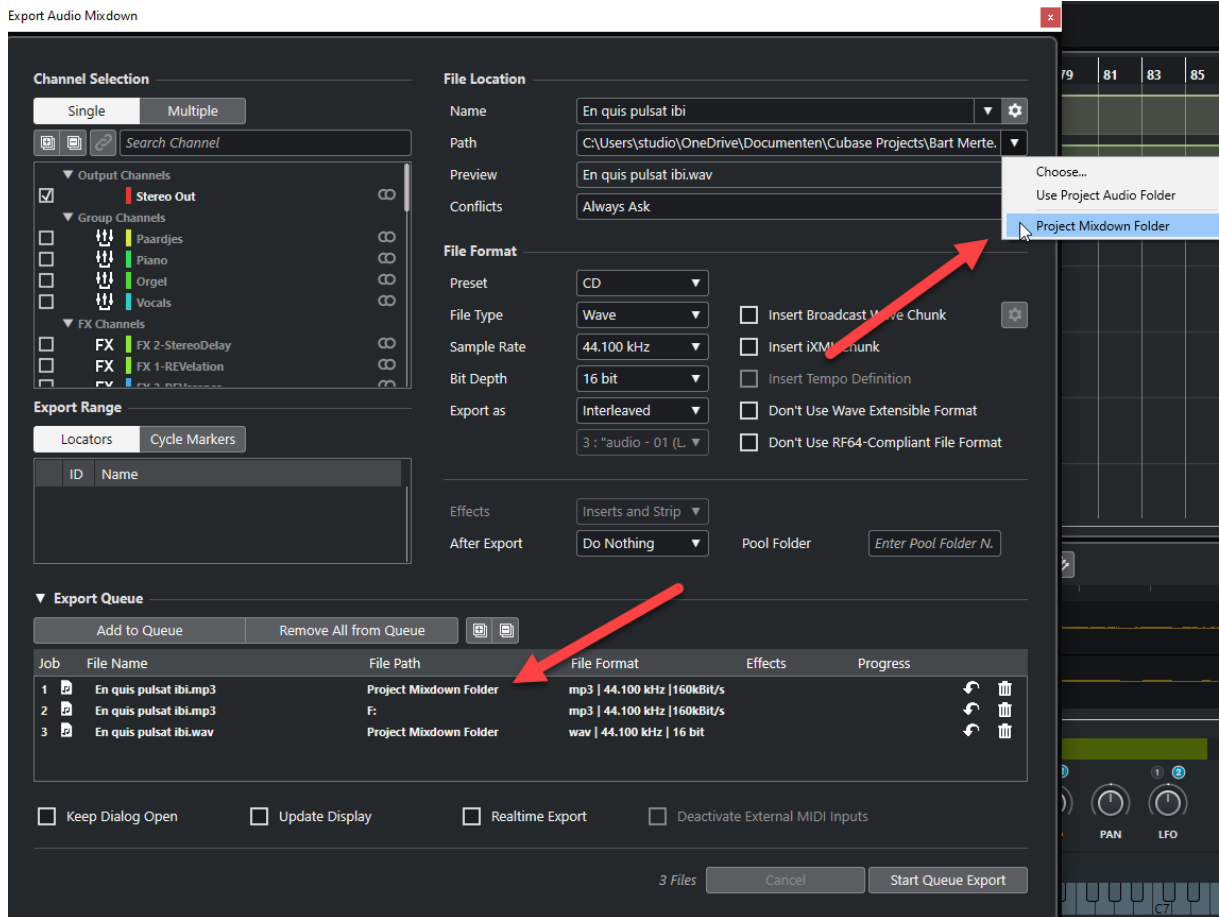 Export Audio Mixdown
x
Channel Selection
Single Multiple
Search Channel
Output Channels
Stereo Out
Group Channels
Paardjes
Piano
Orgel
Vocals
FX Channels
FX FX 2-StereoDelay
FX FX 1-REVelation
Export Range
Locators Cycle Markers
ID Name
File Location
Name En quis pulsat ibi
Path C:\Users\studio\OneDrive\Documenten\Cubase Projects\Bart Merte.
Preview En quis pulsat ibi.wav
Conflicts Always Ask
Choose...
Use Project Audio Folder
Project Mixdown Folder
79 81 83 85
File Format
Preset CD
File Type Wave Insert Broadcast Wave Chunk
Sample Rate 44.100 kHz Insert iXML Chunk
Bit Depth 16 bit Insert Tempo Definition
Export as Interleaved Don't Use Wave Extensible Format
3 : "audio - 01 (L. Don't Use RF64-Compliant File Format
Effects Inserts and Strip
After Export Do Nothing Pool Folder Enter Pool Folder N.
Export Queue
Add to Queue Remove All from Queue
Job File Name File Path File Format Effects Progress
1 En quis pulsat ibi.mp3 Project Mixdown Folder mp3 | 44.100 kHz |160kBit/s
2 En quis pulsat ibi.mp3 F: mp3 | 44.100 kHz |160kBit/s
3 En quis pulsat ibi.wav Project Mixdown Folder wav | 44.100 kHz | 16 bit
Keep Dialog Open Update Display Realtime Export Deactivate External MIDI Inputs
3 Files Cancel Start Queue Export
1 2
PAN LFO
C7